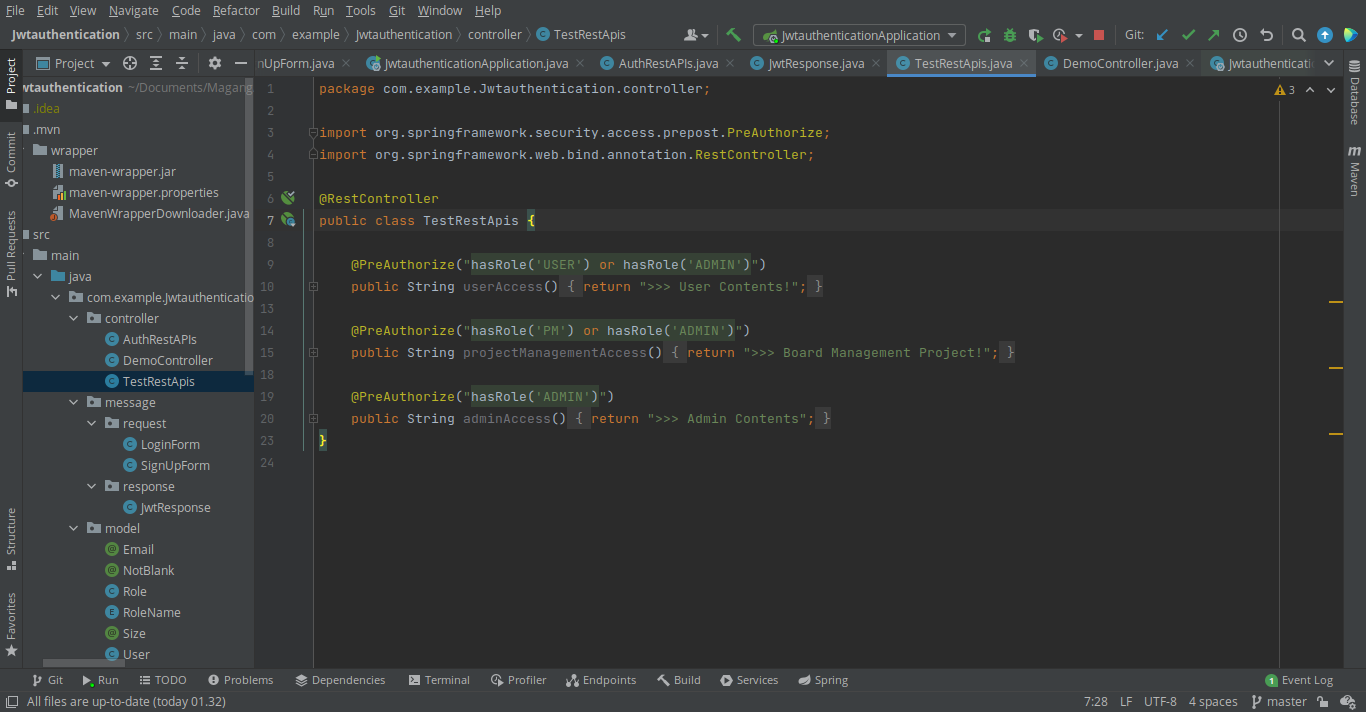 File Edit View Navigate Code Refactor Build Run Tools Git Window Help
Jwtauthentication src main java com example Jwtauthentication controller TestRestApis JwtauthenticationApplication Git:
Project nUpForm.java JwtauthenticationApplication.java AuthRestAPIs.java JwtResponse.java TestRestApis.java DemoController.java Jwtauthenticati
Project
Commit
Pull Requests
Structure
Favorites
wtauthentication ~/Documents/Magang
.idea
.mvn
wrapper
maven-wrapper.jar
maven-wrapper.properties
MavenWrapperDownloader.java
src
main
java
com.example.Jwtauthenticatio
controller
AuthRestAPIs
DemoController
TestRestApis
message
request
LoginForm
SignUpForm
response
JwtResponse
model
Email
NotBlank
Role
RoleName
Size
User
1 package com.example.Jwtauthentication.controller;
2
3 import org.springframework.security.access.prepost.PreAuthorize;
4 import org.springframework.web.bind.annotation.RestController;
5
6 @RestController
7 public class TestRestApis {
8
9 @PreAuthorize("hasRole('USER') or hasRole('ADMIN')")
10 public String userAccess() { return ">>> User Contents!"; }
13
14 @PreAuthorize("hasRole('PM') or hasRole('ADMIN')")
15 public String projectManagementAccess() { return ">>> Board Management Project!"; }
18
19 @PreAuthorize("hasRole('ADMIN')")
20 public String adminAccess() { return ">>> Admin Contents"; }
23 }
24
3
Database
m Maven
Git Run TODO Problems Dependencies Terminal Profiler Endpoints Build Services Spring 1 Event Log
All files are up-to-date (today 01.32) 7:28 LF UTF-8 4 spaces master